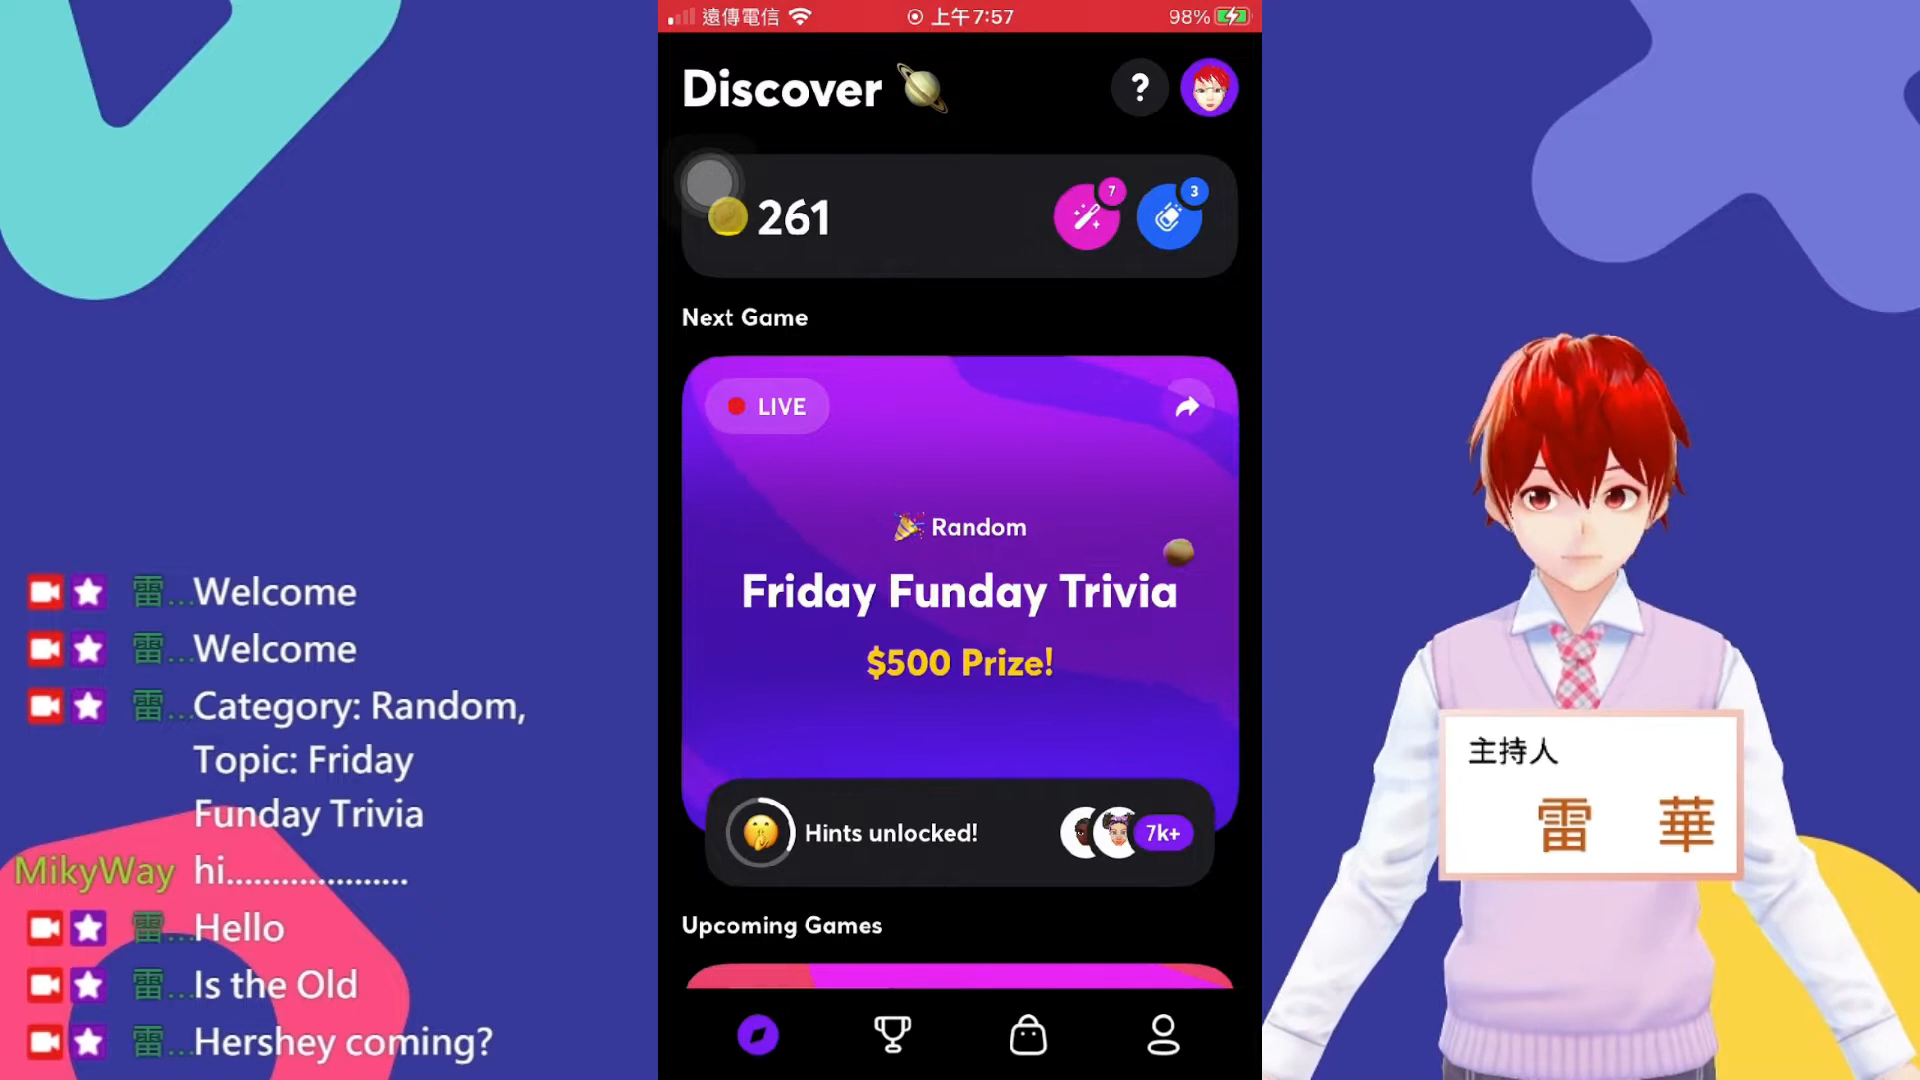 遠傳電信
上午7:57
98%
Discover
?
261
7
3
Next Game
LIVE
Random
Friday Funday Trivia
$500 Prize!
Hints unlocked!
7k+
Upcoming Games
雷...Welcome
雷...Welcome
雷...Category: Random,
Topic: Friday
Funday Trivia
MikyWay hi....................
雷...Hello
雷...Is the Old
雷...Hershey coming?
主持人
雷 華